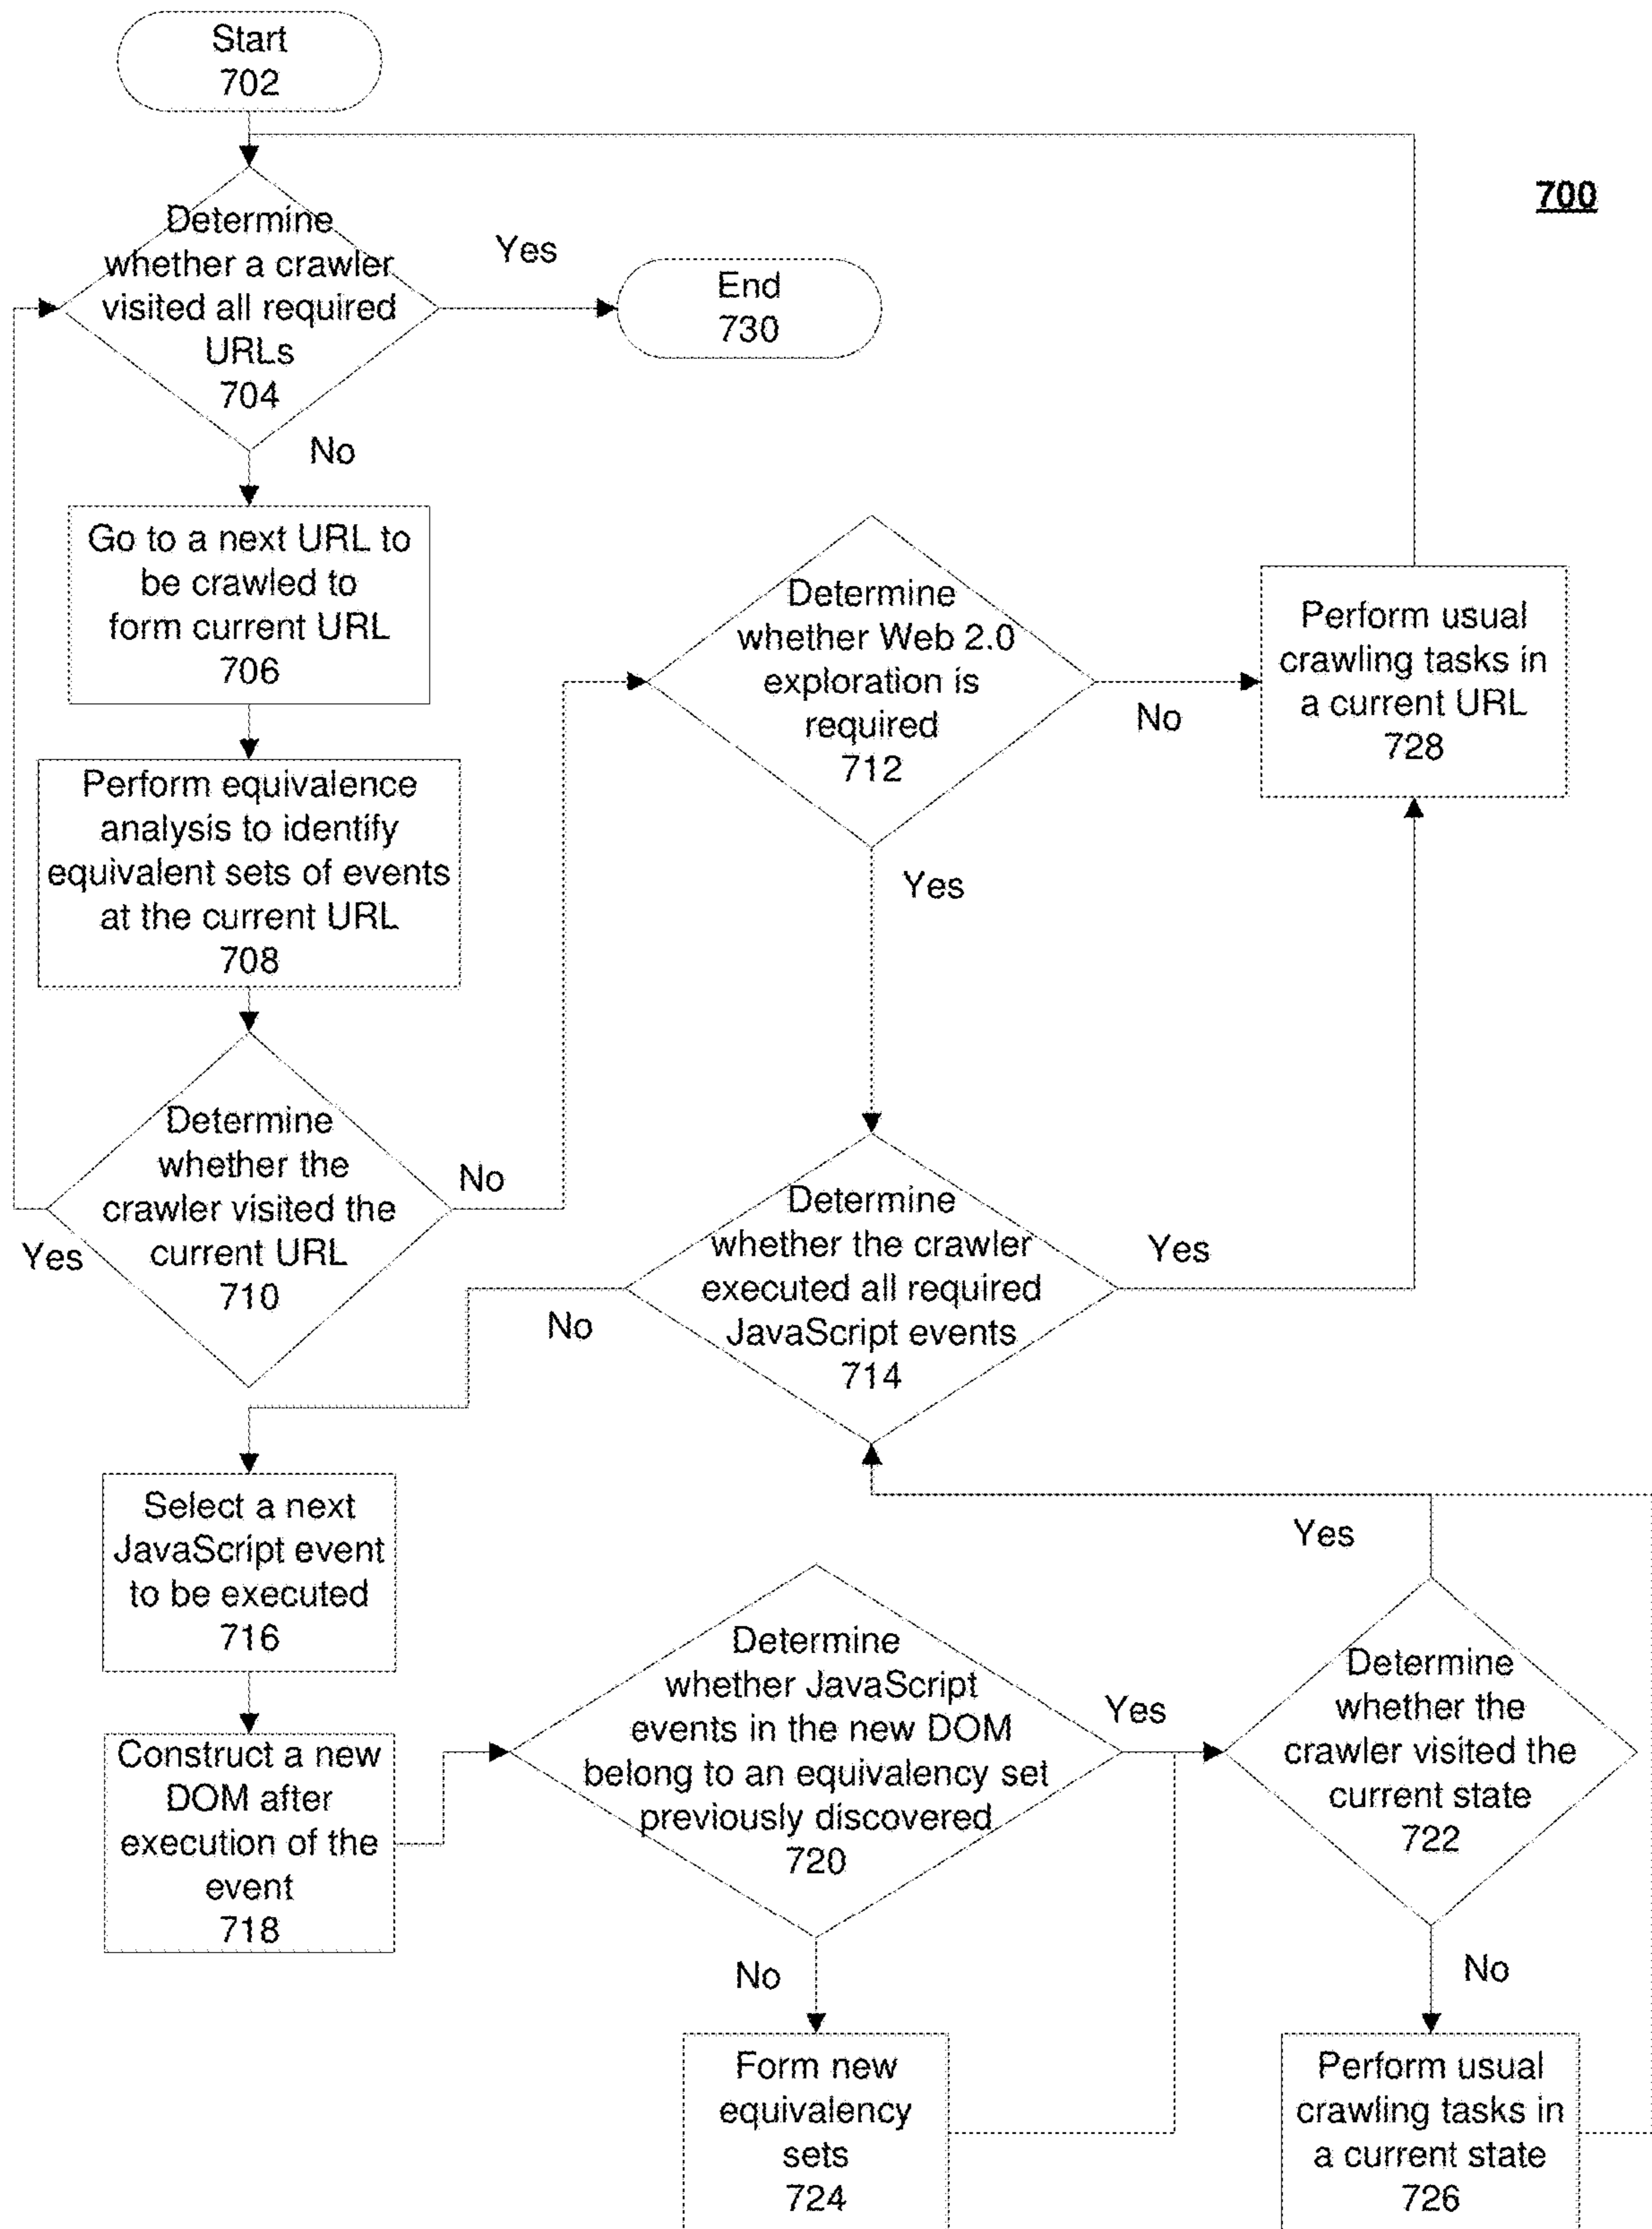 Start
702
700
Determine
whether a crawler
visited all required
URLs
704
Yes
End
730
No
Go to a next URL to
be crawled to
form current URL
706
Perform equivalence
analysis to identify
equivalent sets of events
at the current URL
708
Determine
whether the
crawler visited the
current URL
710
Yes
No
Determine
whether Web 2.0
exploration is
required
712
No
Yes
Perform usual
crawling tasks in
a current URL
728
Determine
whether the crawler
executed all required
JavaScript events
714
Yes
No
Select a next
JavaScript event
to be executed
716
Construct a new
DOM after
execution of the
event
718
Determine
whether JavaScript
events in the new DOM
belong to an equivalency set
previously discovered
720
Yes
No
Form new
equivalency
sets
724
Yes
Determine
whether the
crawler visited the
current state
722
No
Perform usual
crawling tasks in
a current state
726